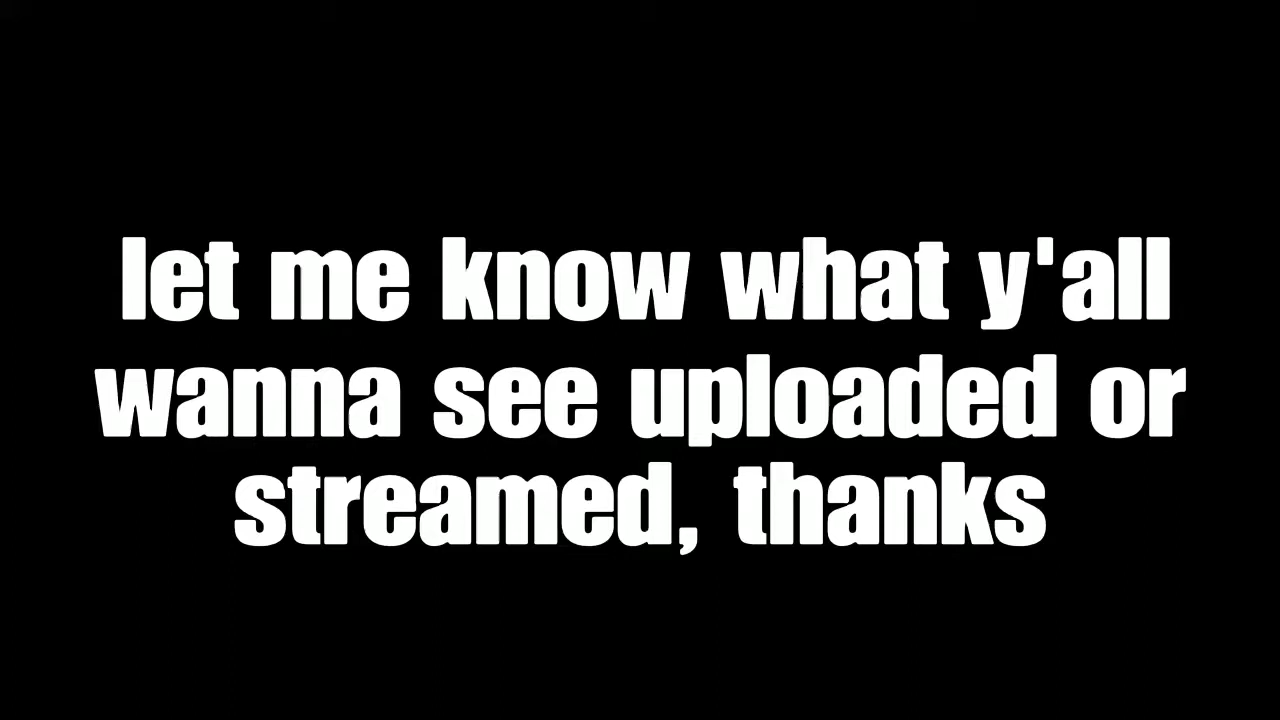 let me know what y'all
wanna see uploaded or
streamed, thanks